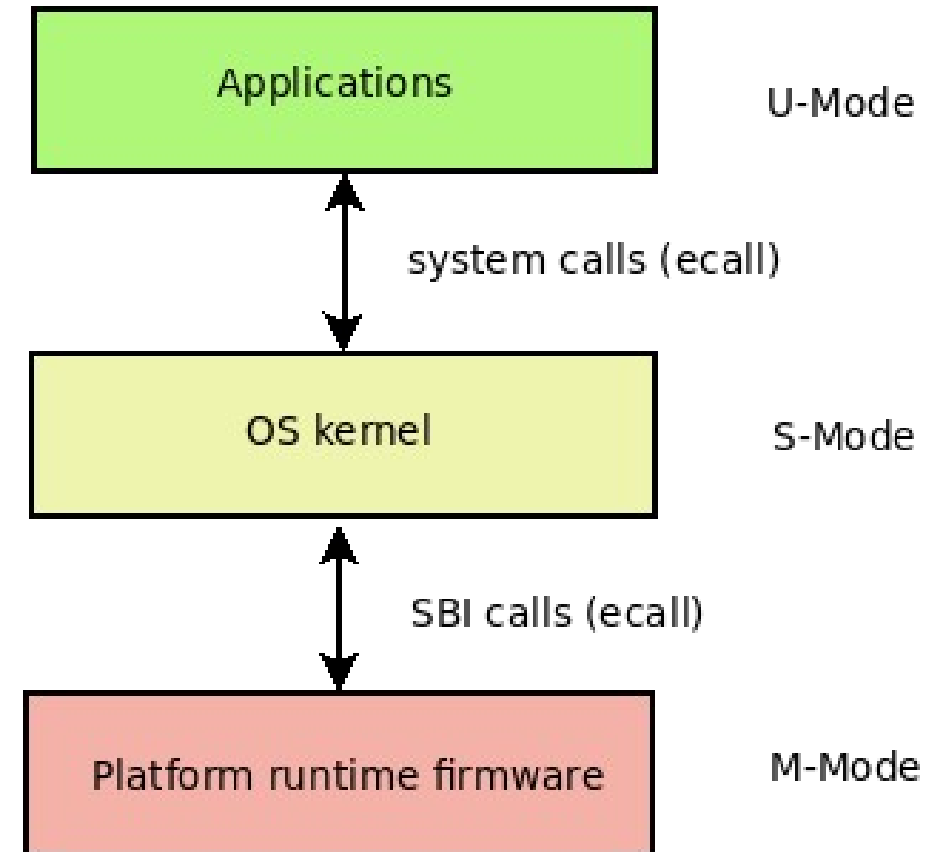 Applications
U-Mode
system calls (ecall)
OS kernel
S-Mode
SBI calls (ecall)
Platform runtime firmware
M-Mode